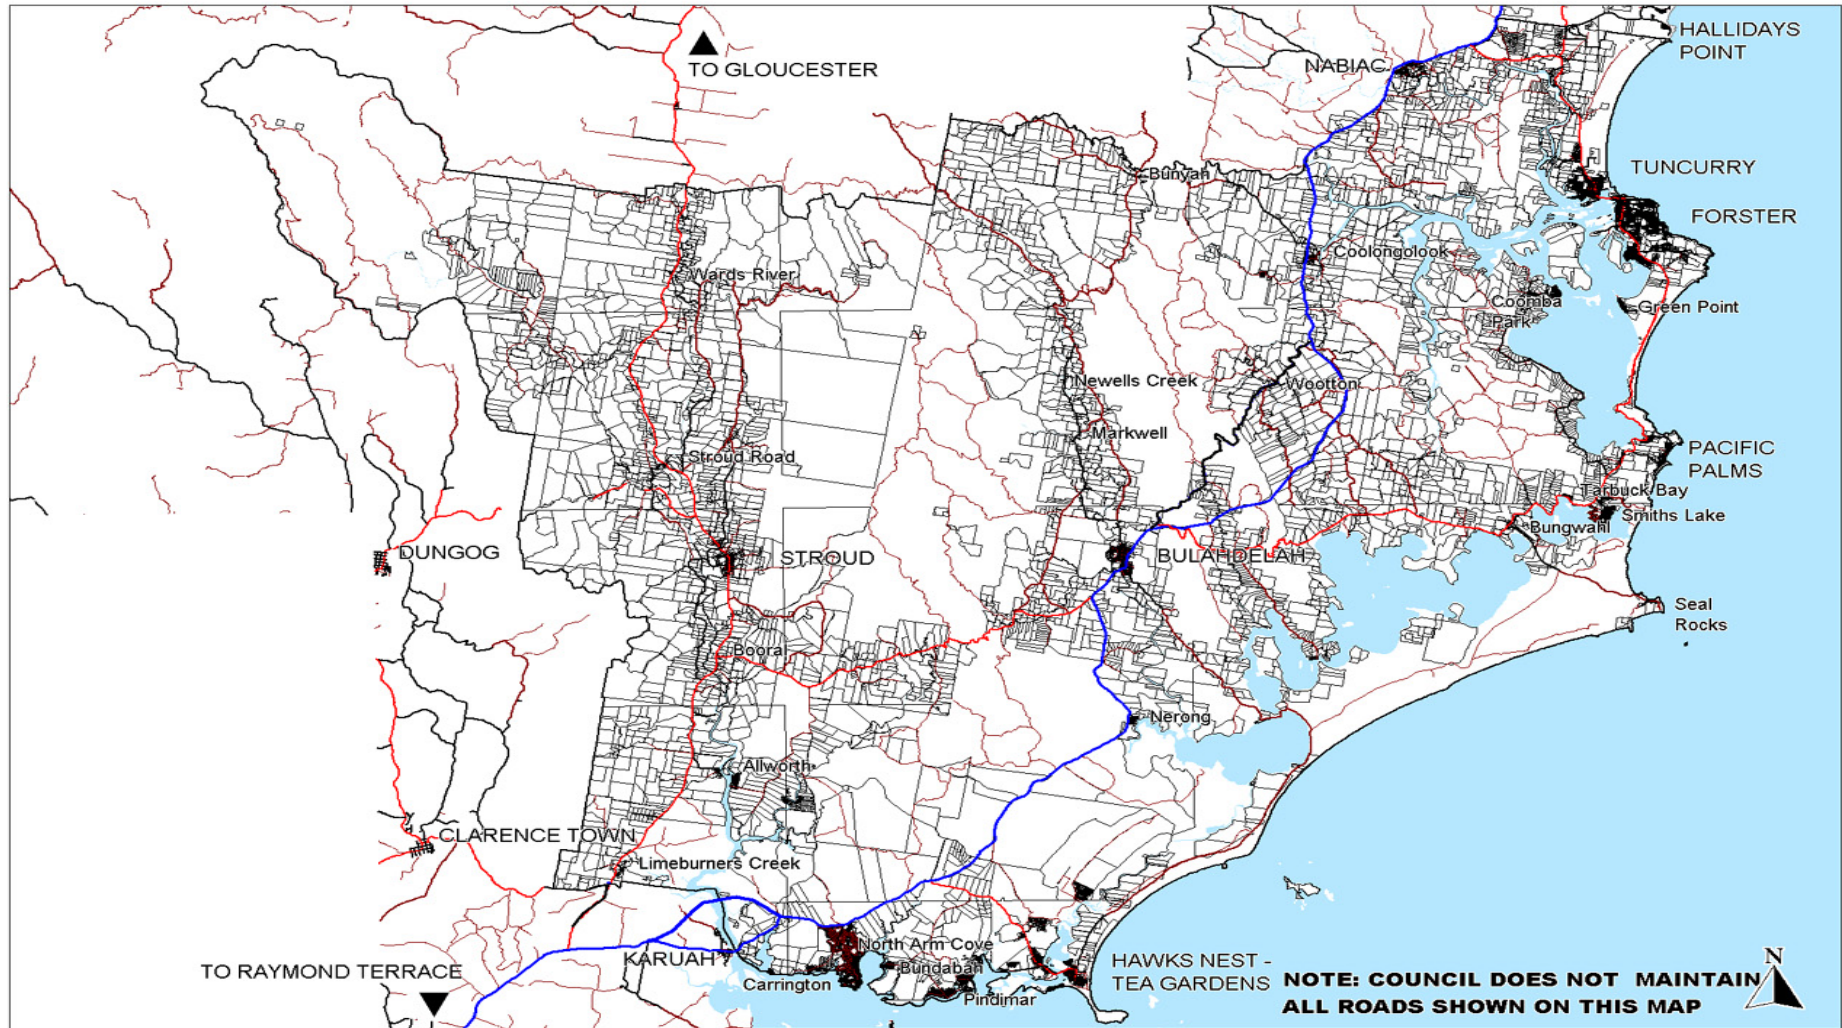 HALLIDAYS
POINT
NABIAC
TO GLOUCESTER
TUNCURRY
Bunyah
FORSTER
Coolongolook
Wards River
Coomba
Park
Green Point
Newells Creek
Wootton
Markwell
PACIFIC
PALMS
Stroud Road
Tarbuck Bay
Smiths Lake
Bungwahl
DUNGOG
STROUD
BULAHDELAH
Seal
Rocks
Booral
Nerong
Allworth
CLARENCE TOWN
Limeburners Creek
North Arm Cove
KARUAH
Bundabah
HAWKS NEST -
TEA GARDENS
TO RAYMOND TERRACE
Carrington
Pindimar
N
NOTE: COUNCIL DOES NOT MAINTAIN
ALL ROADS SHOWN ON THIS MAP